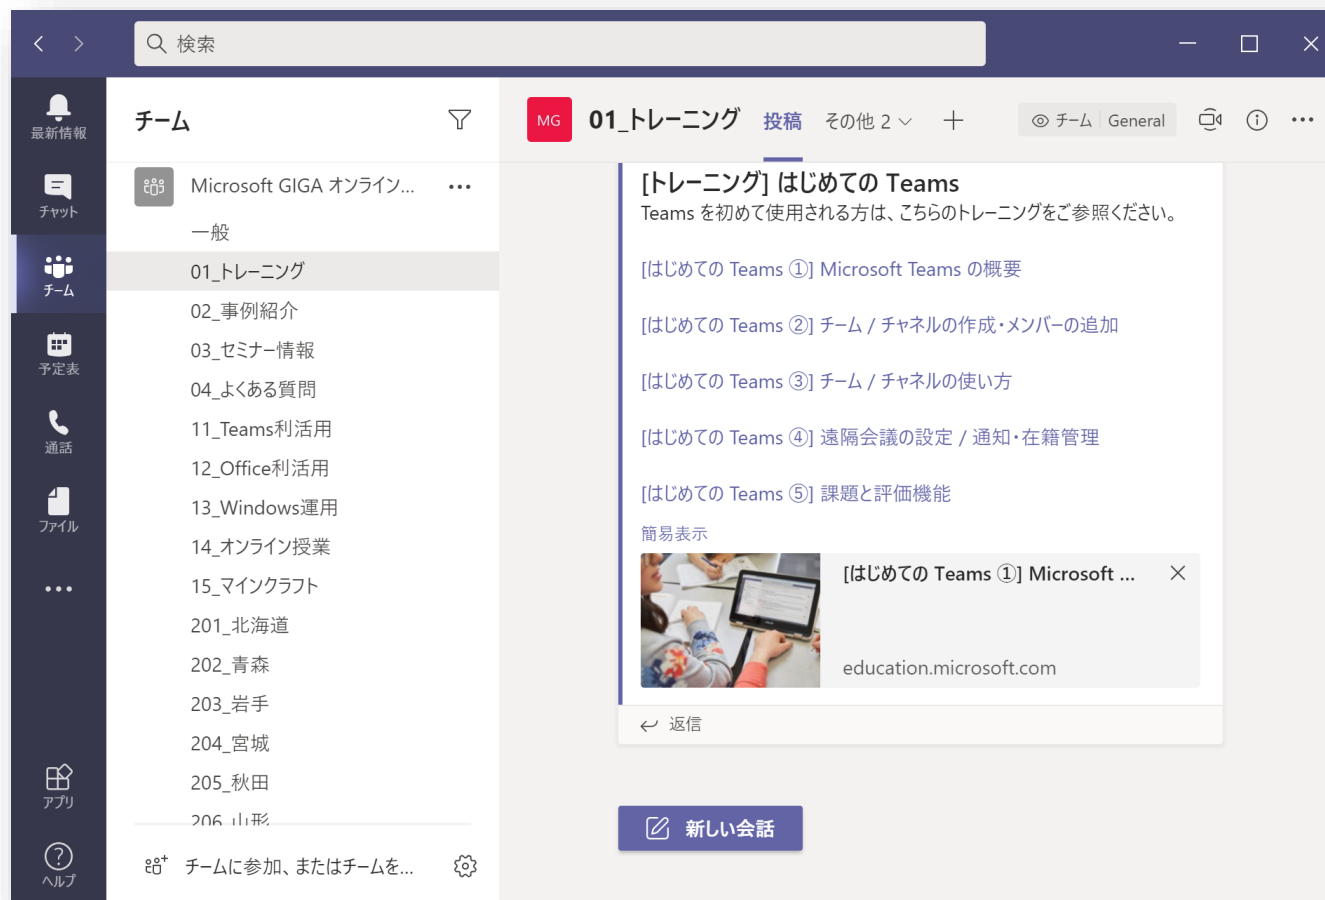 検索
最新情報
チャット
チーム
予定表
通話
ファイル
アプリ
ヘルプ
チーム
Microsoft GIGA オンライン...
一般
01_トレーニング
02_事例紹介
03_セミナー情報
04_よくある質問
11_Teams利活用
12_Office利活用
13_Windows運用
14_オンライン授業
15_マインクラフト
201_北海道
202_青森
203_岩手
204_宮城
205_秋田
206_山形
チームに参加、またはチームを...
MG 01_トレーニング 投稿 その他 2 チーム General
[トレーニング] はじめての Teams
Teams を初めて使用される方は、こちらのトレーニングをご参照ください。
[はじめての Teams ①] Microsoft Teams の概要
[はじめての Teams ②] チーム / チャネルの作成・メンバーの追加
[はじめての Teams ③] チーム / チャネルの使い方
[はじめての Teams ④] 遠隔会議の設定 / 通知・在籍管理
[はじめての Teams ⑤] 課題と評価機能
簡易表示
[はじめての Teams ①] Microsoft ...
education.microsoft.com
返信
新しい会話